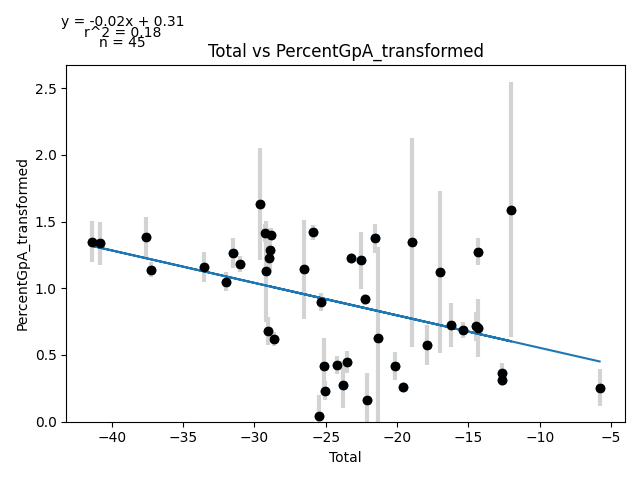 y = -0.02x + 0.31
r^2 = 0.18
n = 45
Total vs PercentGpA_transformed
PercentGpA_transformed
2.5
2.0
1.5
1.0
0.5
0.0
−40 −35 −30 −25 −20 −15 −10 −5
Total